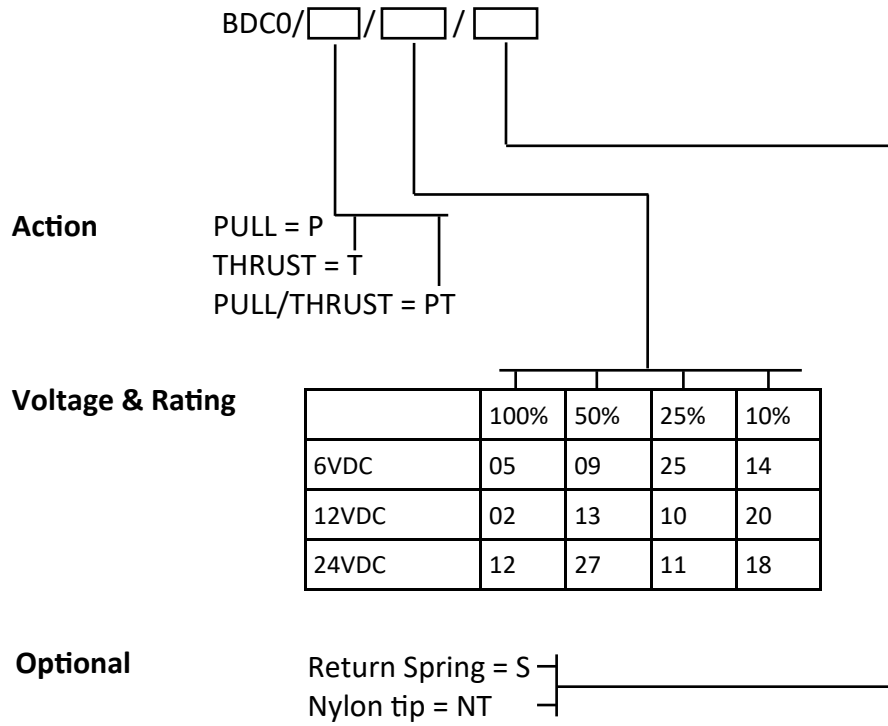 BDC0/ / /
Action PULL = P
THRUST = T
PULL/THRUST = PT
Voltage & Rating
100% 50% 25% 10%
6VDC 05 09 25 14
12VDC 02 13 10 20
24VDC 12 27 11 18
Optional Return Spring = S
Nylon tip = NT